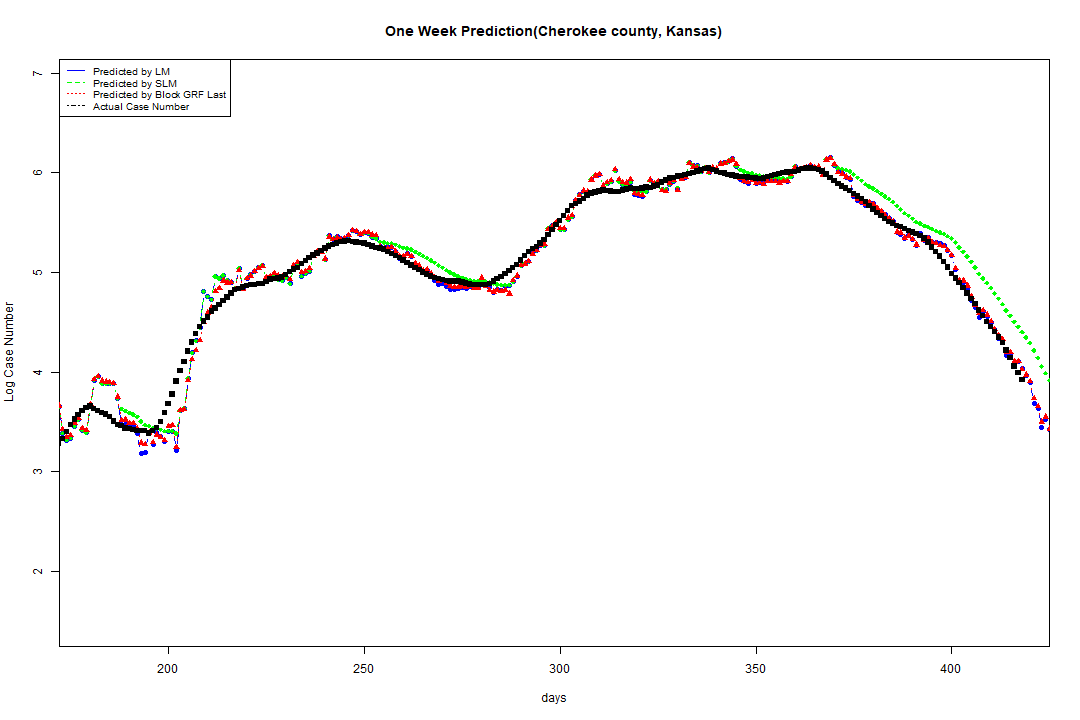 One Week Prediction(Cherokee county, Kansas)
Predicted by LM
Predicted by SLM
Predicted by Block GRF Last
Actual Case Number
7
6
5
4
3
2
Log Case Number
200 250 300 350 400
days